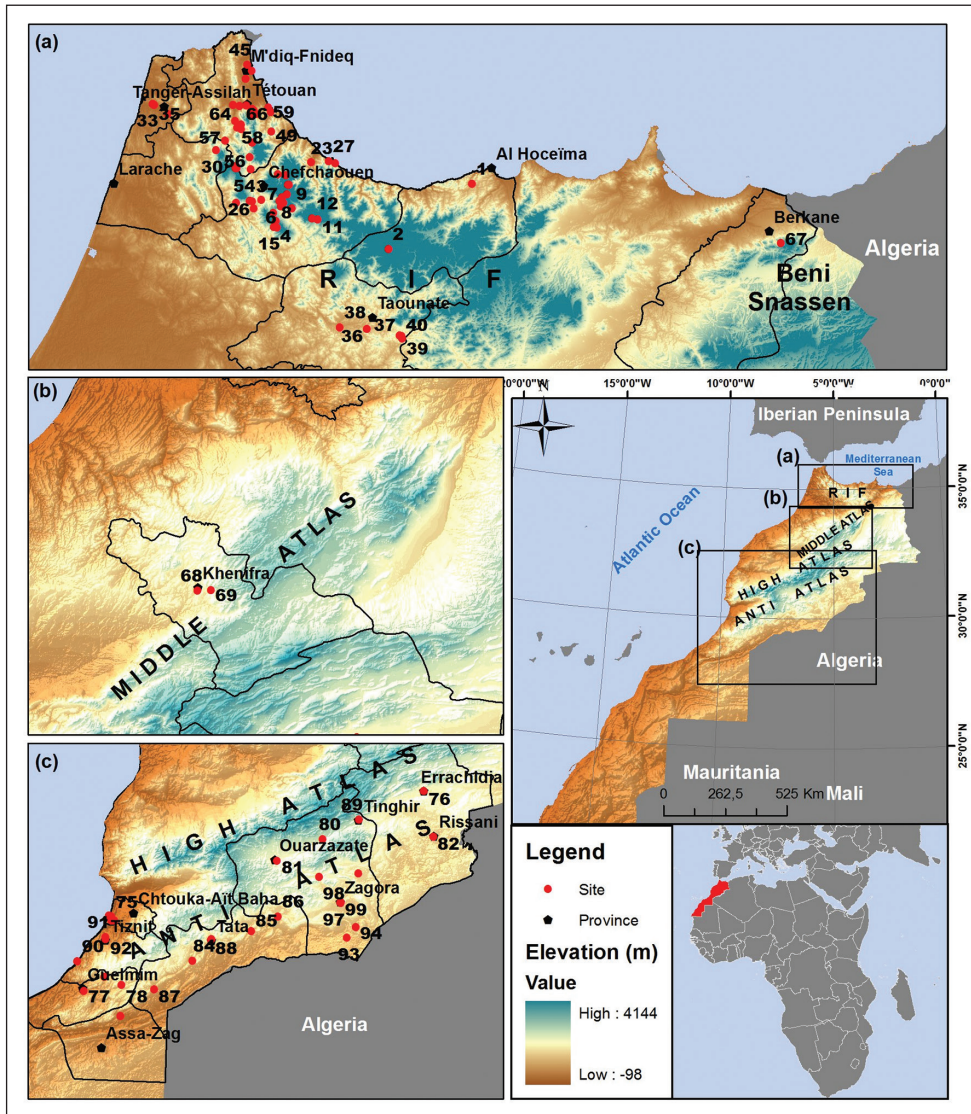 (a)
45
M'diq-Fnideq
Tanger-Assilah
Tétouan
33
35
64
66
59
57
58
49
23
27
30
56
Larache
Chefchaouen
1
Al Hoceïma
54
43
7
9
26
6
8
12
11
15
4
2
Berkane
67
Algeria
Beni
Snassen
R I F
Taounate
38
37
36
40
39
(b)
68
Khenifra
69
MIDDLE ATLAS
(c)
HIGH ATLAS
ANTI ATLAS
Errachidia
76
89
Tinghir
80
Rissani
82
Ouarzazate
81
75
Chtouka-Aït Baha
86
Zagora
98
99
97
91
Tiznit
90
92
Tata
84
88
94
93
Guelmim
77
78
87
Assa-Zag
Algeria
20°0'0"W
15°0'0"W
10°0'0"W
5°0'0"W
0°0'0"
N
Iberian Peninsula
(a)
Mediterranean
Sea
35°0'0"N
RIF
(b)
MIDDLE ATLAS
Atlantic Ocean
(c)
HIGH ATLAS
ANTI ATLAS
30°0'0"N
Algeria
25°0'0"N
Mauritania
Mali
0 262,5 525 Km
Legend
Site
Province
Elevation (m)
Value
High : 4144
Low : -98